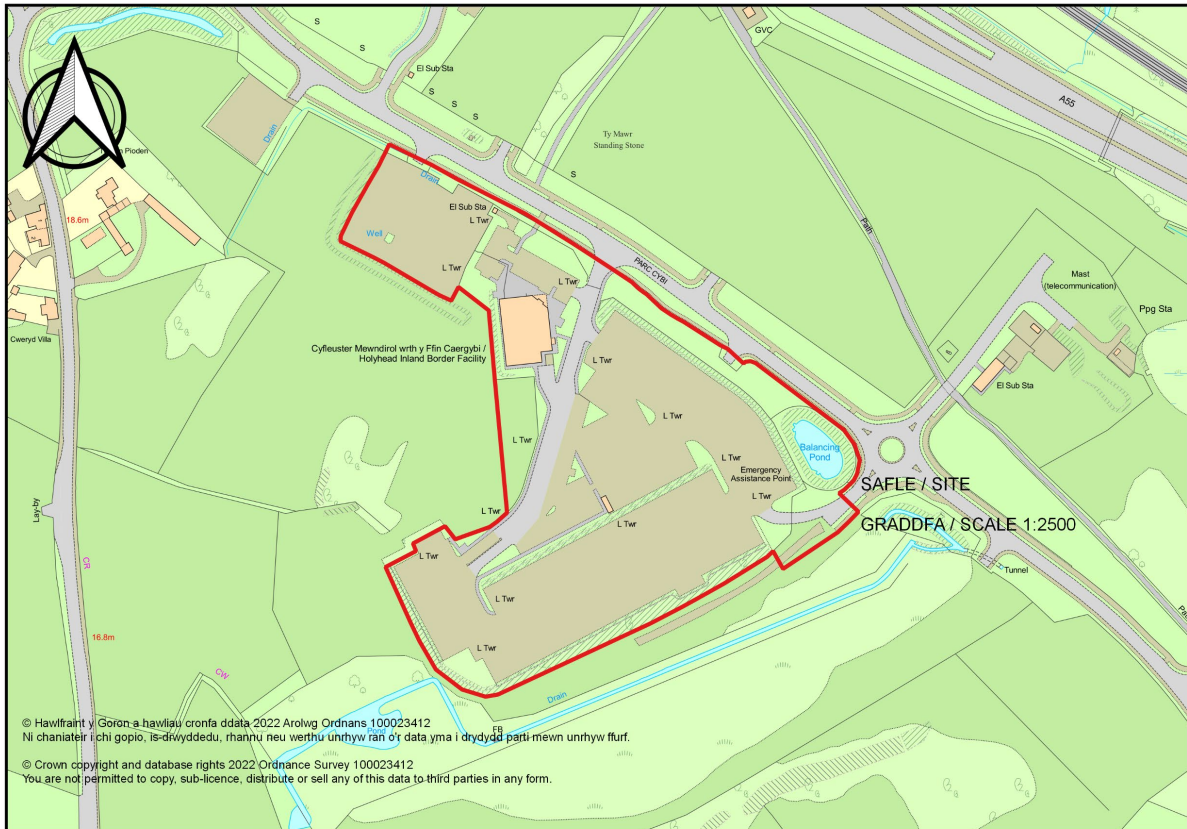 S
S
GVC
El Sub Sta
S
S
A55
Drain
Ty Mawr
Standing Stone
Pioden
S
Drain
El Sub Sta
L Twr
18.6m
Well
Path
L Twr
L Twr
PARC CYBI
Mast
(telecommunication)
Ppg Sta
Cweryd Villa
Cyfleuster Mewndirol wrth y Ffin Caergybi /
Holyhead Inland Border Facility
L Twr
El Sub Sta
L Twr
L Twr
Balancing
Pond
L Twr
Emergency
Assistance Point
SAFLE / SITE
L Twr
Lay-by
L Twr
L Twr
GRADDFA / SCALE 1:2500
L Twr
CR
Tunnel
L Twr
16.8m
L Twr
CW
Drain
© Hawlfraint y Goron a hawliau cronfa ddata 2022 Arolwg Ordnans 100023412
Pond
FB
Ni chaniateir i chi gopio, is-drwyddedu, rhannu neu werthu unrhyw ran o'r data yma i drydydd parti mewn unrhyw ffurf.
© Crown copyright and database rights 2022 Ordnance Survey 100023412
You are not permitted to copy, sub-licence, distribute or sell any of this data to third parties in any form.